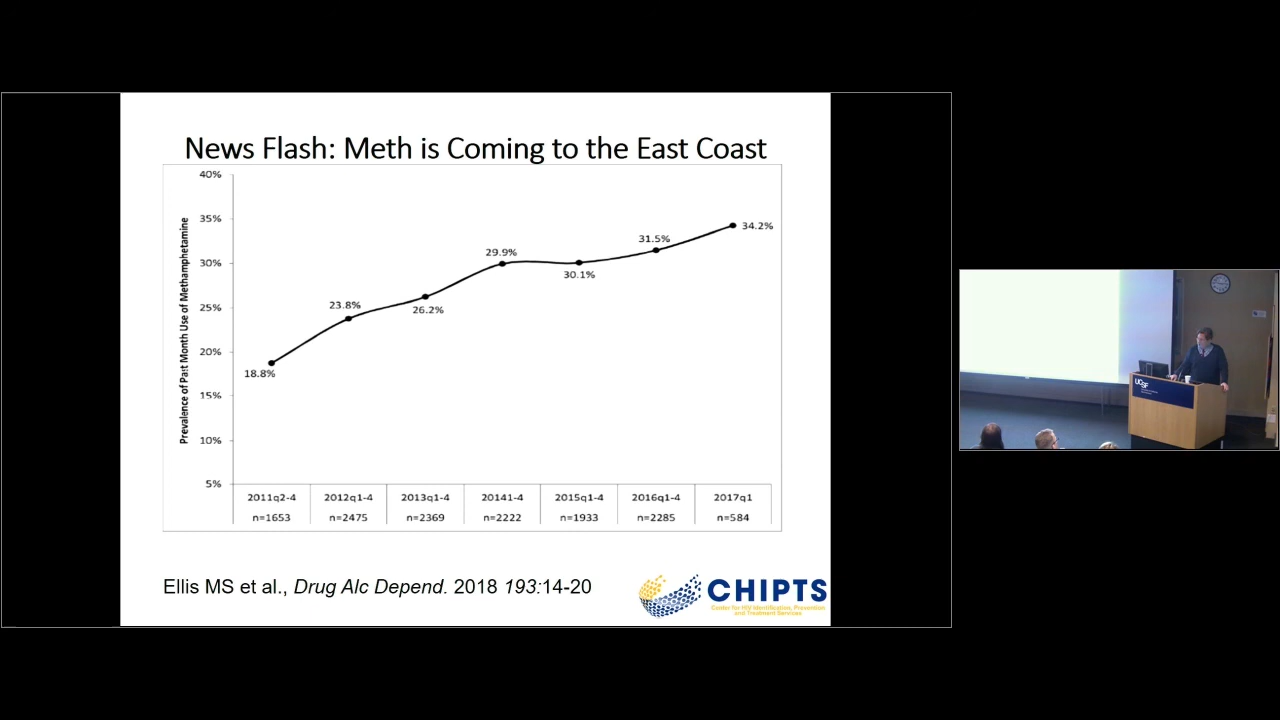 News Flash: Meth is Coming to the East Coast
Prevalence of Past Month Use of Methamphetamine
40%
35%
30%
25%
20%
15%
10%
5%
18.8%
23.8%
26.2%
29.9%
30.1%
31.5%
34.2%
2011q2-4 2012q1-4 2013q1-4 20141-4 2015q1-4 2016q1-4 2017q1
n=1653 n=2475 n=2369 n=2222 n=1933 n=2285 n=584
Ellis MS et al., Drug Alc Depend. 2018 193:14-20
CHIPTS
Center for HIV Identification, Prevention
and Treatment Services
UCSF